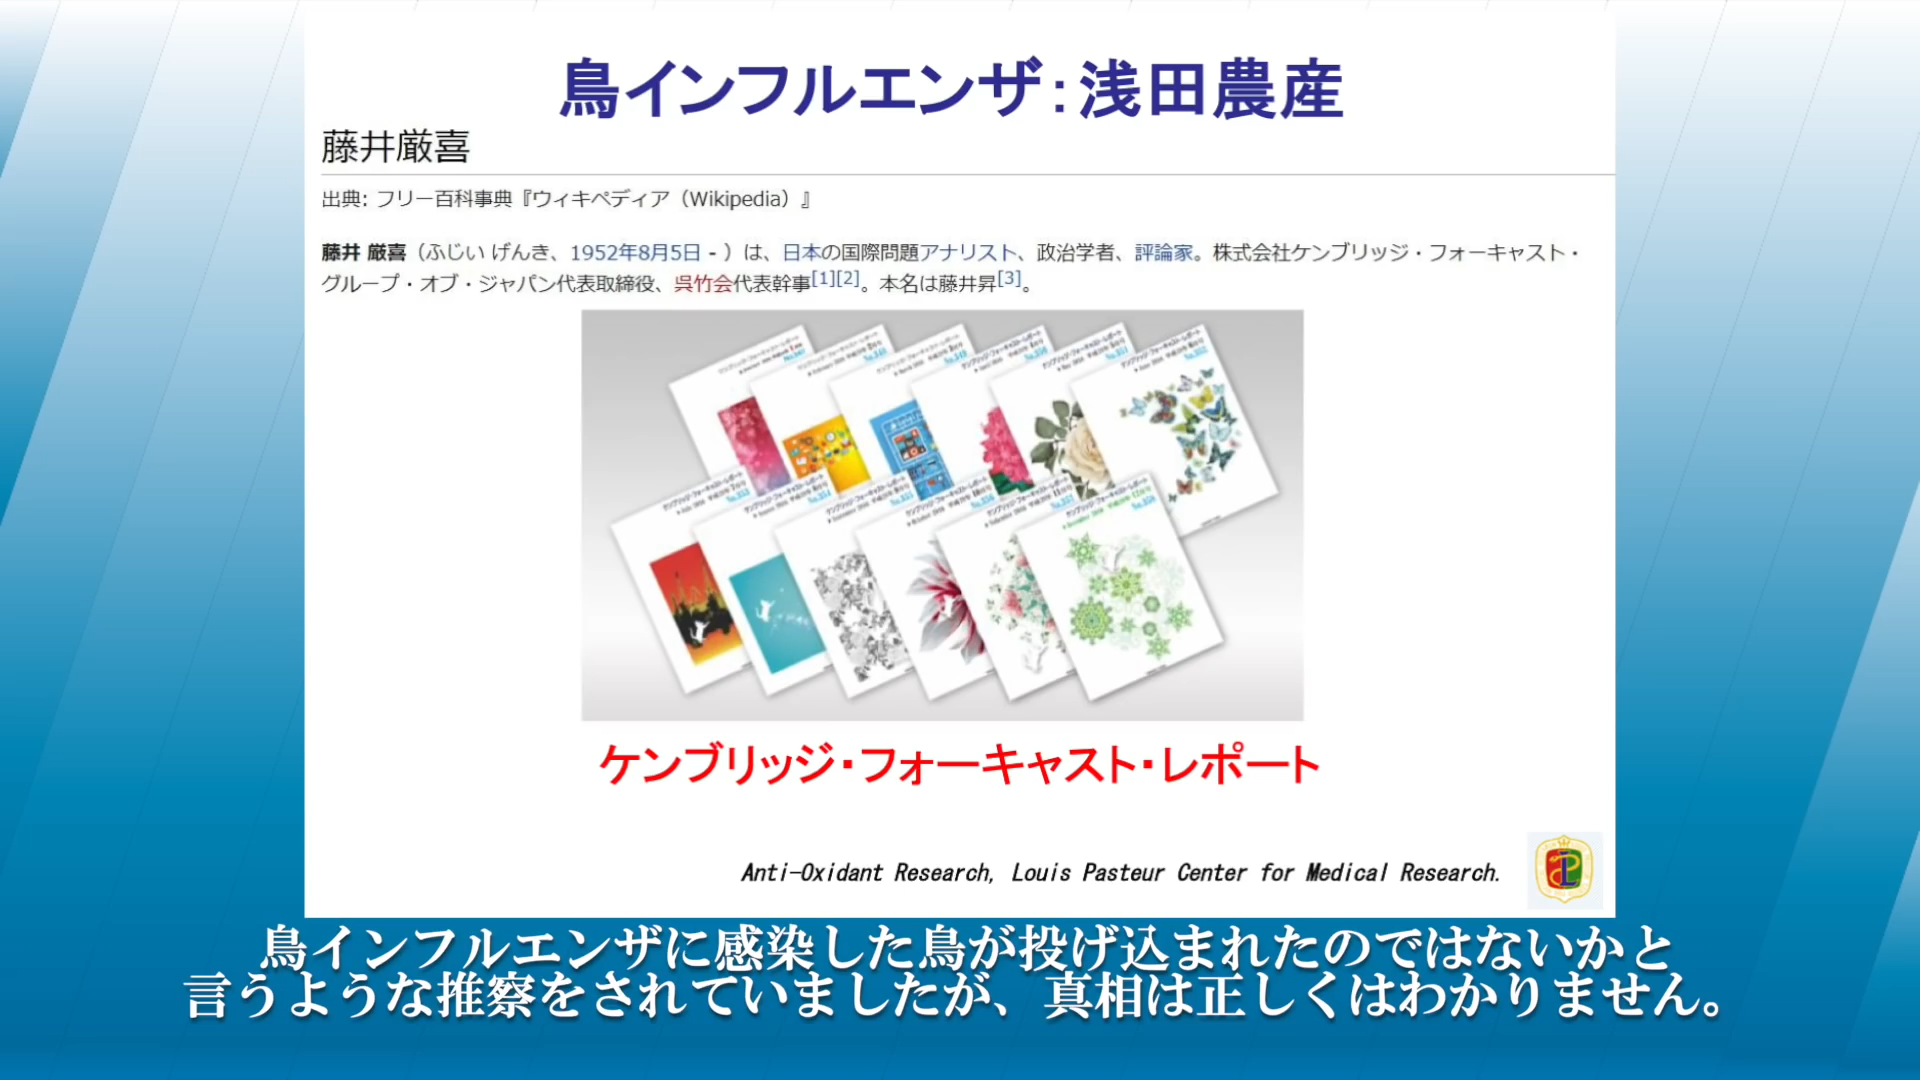 鳥インフルエンザ：浅田農産
藤井厳喜
出典: フリー百科事典『ウィキペディア（Wikipedia）』
藤井 厳喜（ふじい げんき、1952年8月5日 - ）は、日本の国際問題アナリスト、政治学者、評論家。株式会社ケンブリッジ・フォーキャスト・
グループ・オブ・ジャパン代表取締役、呉竹会代表幹事[1][2]。本名は藤井昇[3]。
ケンブリッジ・フォーキャスト・レポート
Anti-Oxidant Research, Louis Pasteur Center for Medical Research.
鳥インフルエンザに感染した鳥が投げ込まれたのではないかと
言うような推察をされていましたが、真相は正しくはわかりません。